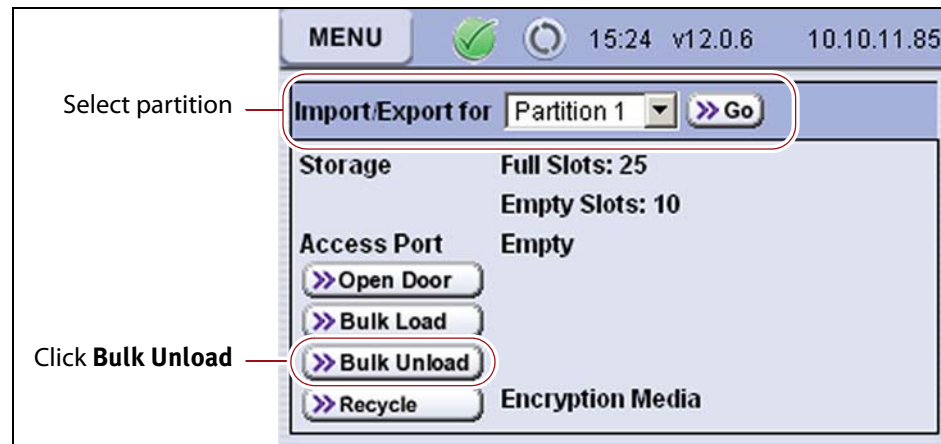 MENU 15:24 v12.0.6 10.10.11.85
Select partition
Import/Export for Partition 1 >> Go
Storage Full Slots: 25
Empty Slots: 10
Access Port Empty
>> Open Door
>> Bulk Load
Click Bulk Unload
>> Bulk Unload
>> Recycle Encryption Media